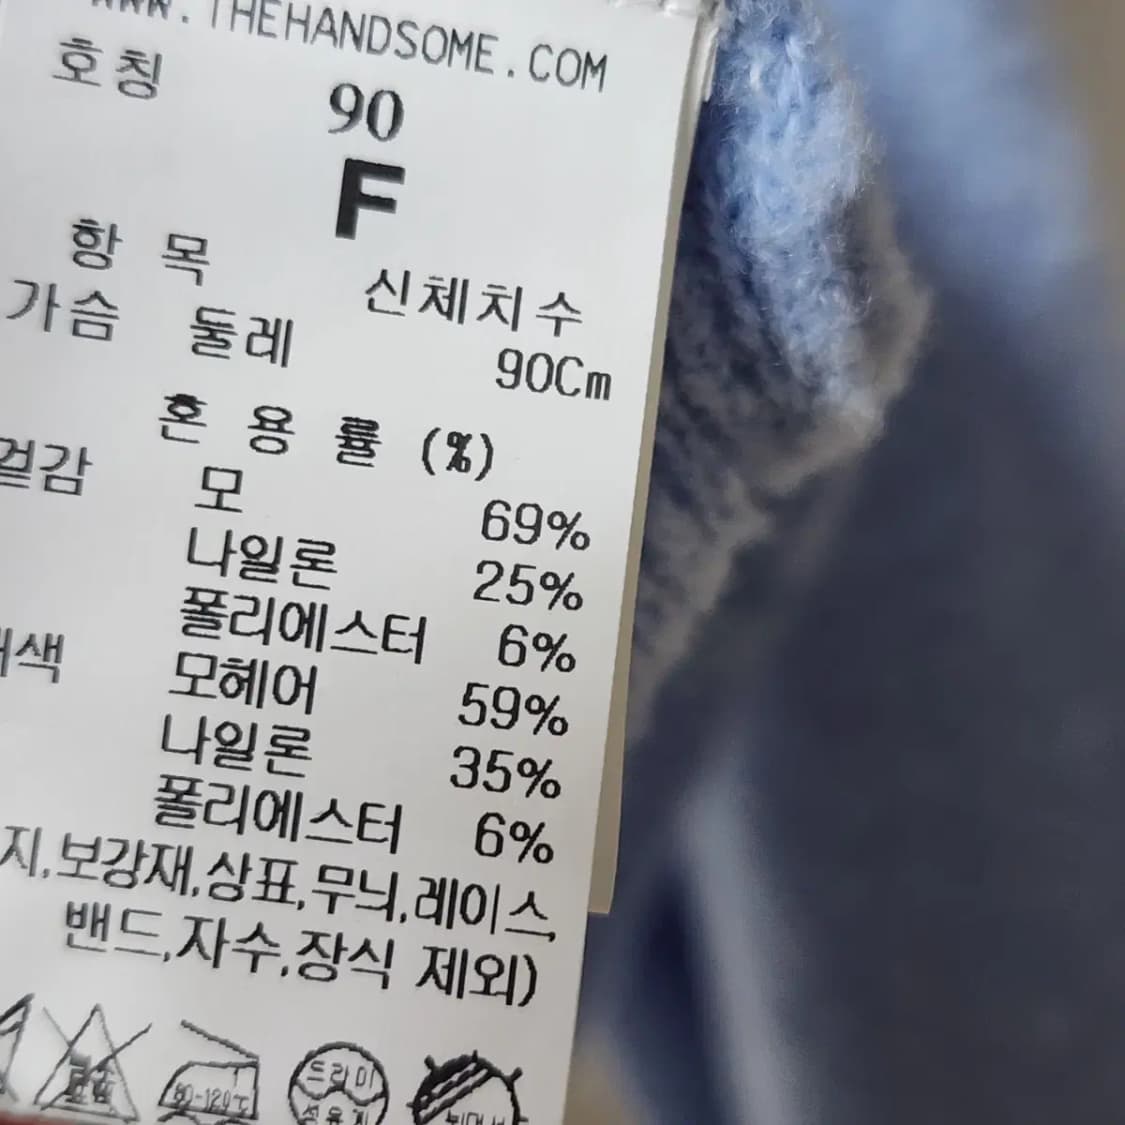 WWW.THEHANDSOME.COM
호칭 90
F
항 목 신체치수
가슴 둘레 90Cm
혼 용 률 (%)
겉감 모 69%
나일론 25%
폴리에스터 6%
배색 모헤어 59%
나일론 35%
폴리에스터 6%
지,보강재,상표,무늬,레이스,
밴드,자수,장식 제외)
80-120℃ 드라이